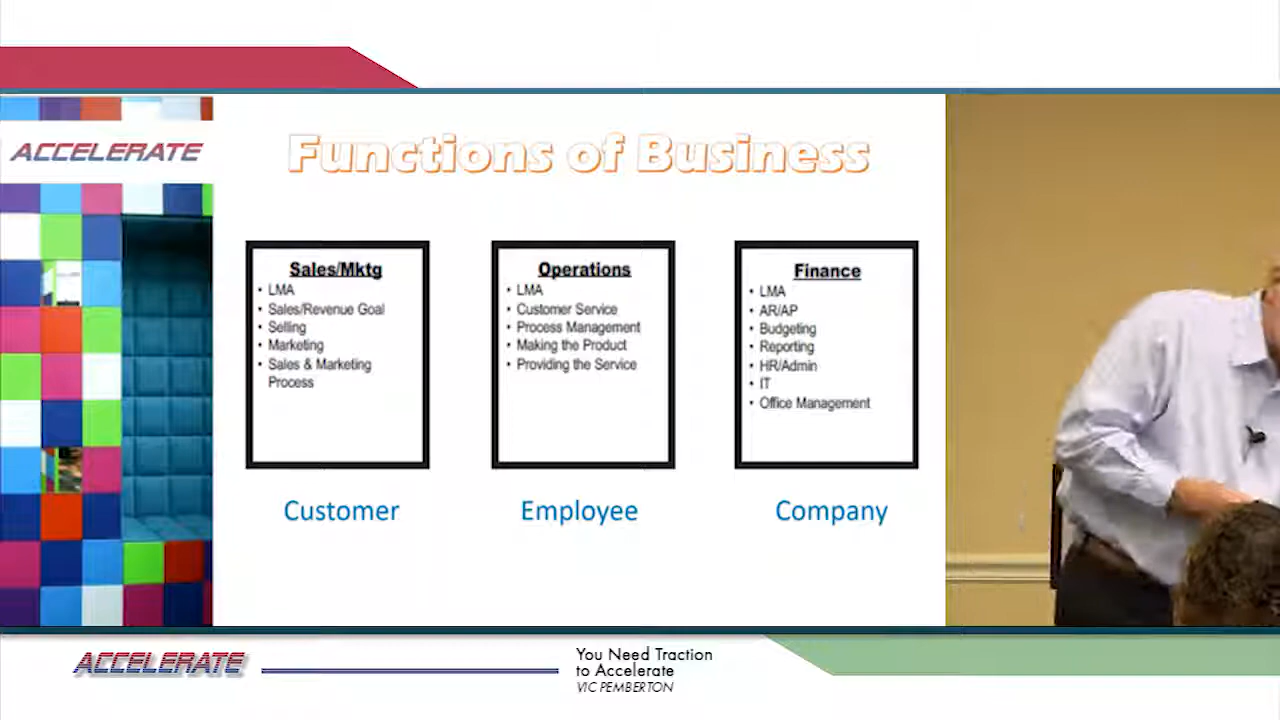 ACCELERATE
Functions of Business
Sales/Mktg
• LMA
• Sales/Revenue Goal
• Selling
• Marketing
• Sales & Marketing
Process
Customer
Operations
• LMA
• Customer Service
• Process Management
• Making the Product
• Providing the Service
Employee
Finance
• LMA
• AR/AP
• Budgeting
• Reporting
• HR/Admin
• IT
• Office Management
Company
ACCELERATE
You Need Traction
to Accelerate
VIC PEMBERTON